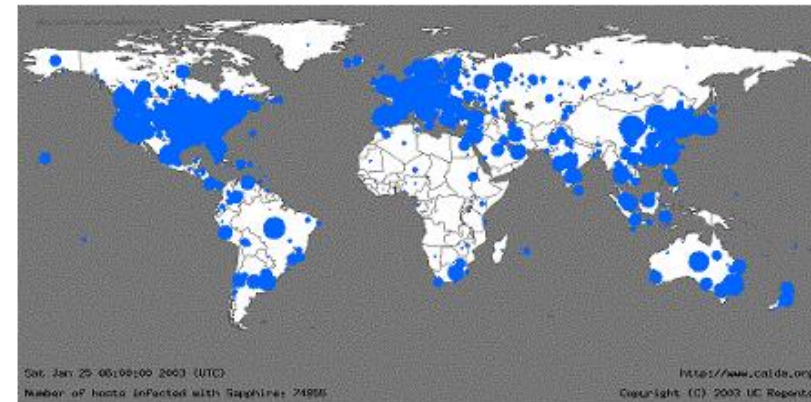 Sat Jan 25 06:00:00 2003 (UTC)
http://www.caida.org
Number of hosts infected with Sapphire: 74855
Copyright (C) 2003 UC Regents